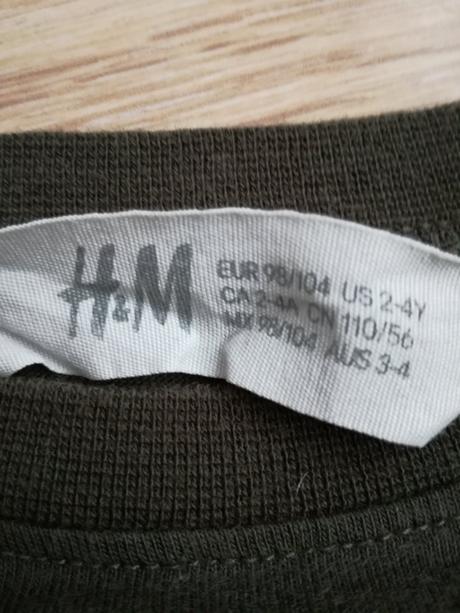 H&M
EUR 98/104 US 2-4Y
CA 2-4A CN 110/56
MX 98/104 AUS 3-4